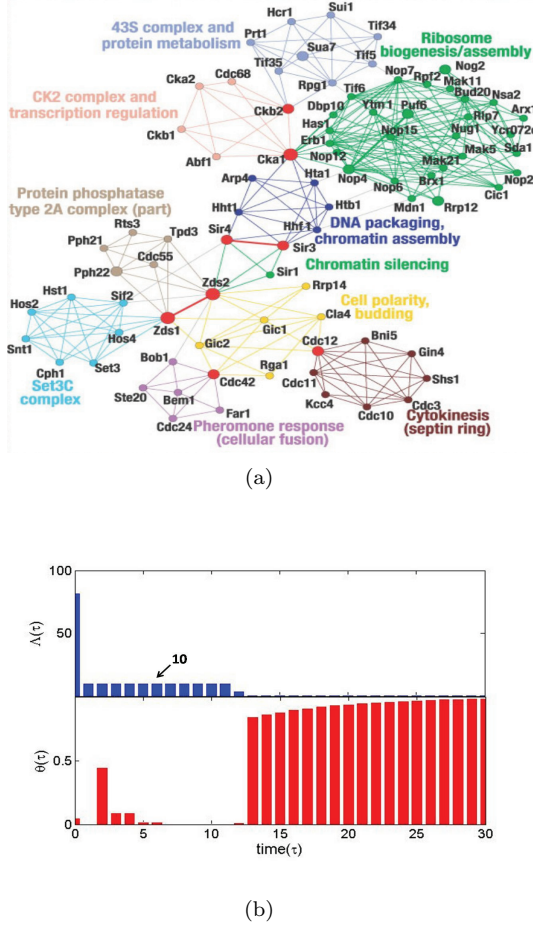 Hcr1
Sui1
43S complex and
protein metabolism
Prt1
Tif34
Sua7
Tif35
Tif5
Rpg1
Ribosome
biogenesis/assembly
Nog2
Cka2
Cdc68
CK2 complex and
transcription regulation
Ckb2
Ckb1
Abf1
Cka1
Nop7
Rpf2
Mak11
Tif6
Bud20
Nsa2
Dbp10
Ytm1
Puf6
Rlp7
Arx1
Has1
Nop15
Nug1
Ycr072c
Erb1
Mak5
Sda1
Nop12
Mak21
Nop4
Nop6
Brx1
Nop2
Cic1
Mdn1
Rrp12
Arp4
Hta1
Hht1
Htb1
Hhf1
DNA packaging,
chromatin assembly
Protein phosphatase
type 2A complex (part)
Rts3
Tpd3
Pph21
Cdc55
Pph22
Sir4
Sir3
Chromatin silencing
Sir1
Zds2
Rrp14
Cell polarity,
budding
Hst1
Sif2
Hos2
Zds1
Gic1
Cla4
Snt1
Hos4
Gic2
Cdc12
Bni5
Cph1
Set3
Set3C
complex
Bob1
Rga1
Gin4
Cdc42
Cdc11
Shs1
Ste20
Bem1
Kcc4
Cdc3
Far1
Cdc10
Cdc24
Pheromone response
(cellular fusion)
Cytokinesis
(septin ring)
(a)
100
50
Λ(τ)
10
0.5
θ(τ)
0
0 5 10 15 20 25 30
time(τ)
(b)